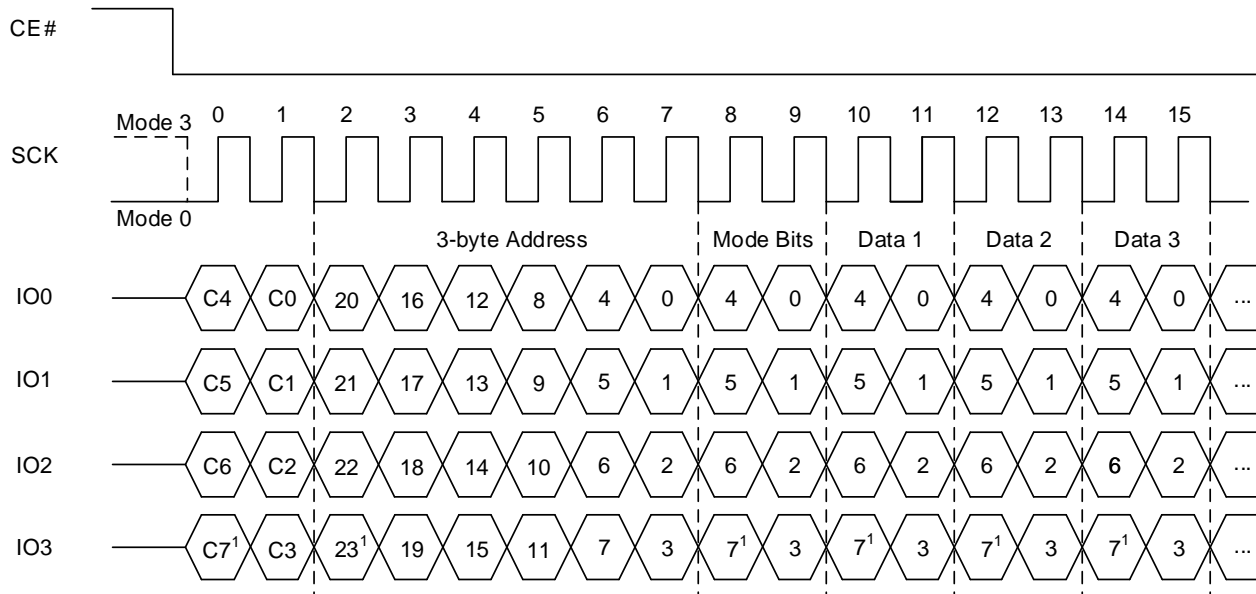 CE#
0 1 2 3 4 5 6 7 8 9 10 11 12 13 14 15
Mode 3
SCK
Mode 0
3-byte Address Mode Bits Data 1 Data 2 Data 3
IO0 C4 C0 20 16 12 8 4 0 4 0 4 0 4 0 4 0 ...
IO1 C5 C1 21 17 13 9 5 1 5 1 5 1 5 1 5 1 ...
IO2 C6 C2 22 18 14 10 6 2 6 2 6 2 6 2 6 2 ...
IO3 C7¹ C3 23¹ 19 15 11 7 3 7¹ 3 7¹ 3 7¹ 3 7¹ 3 ...